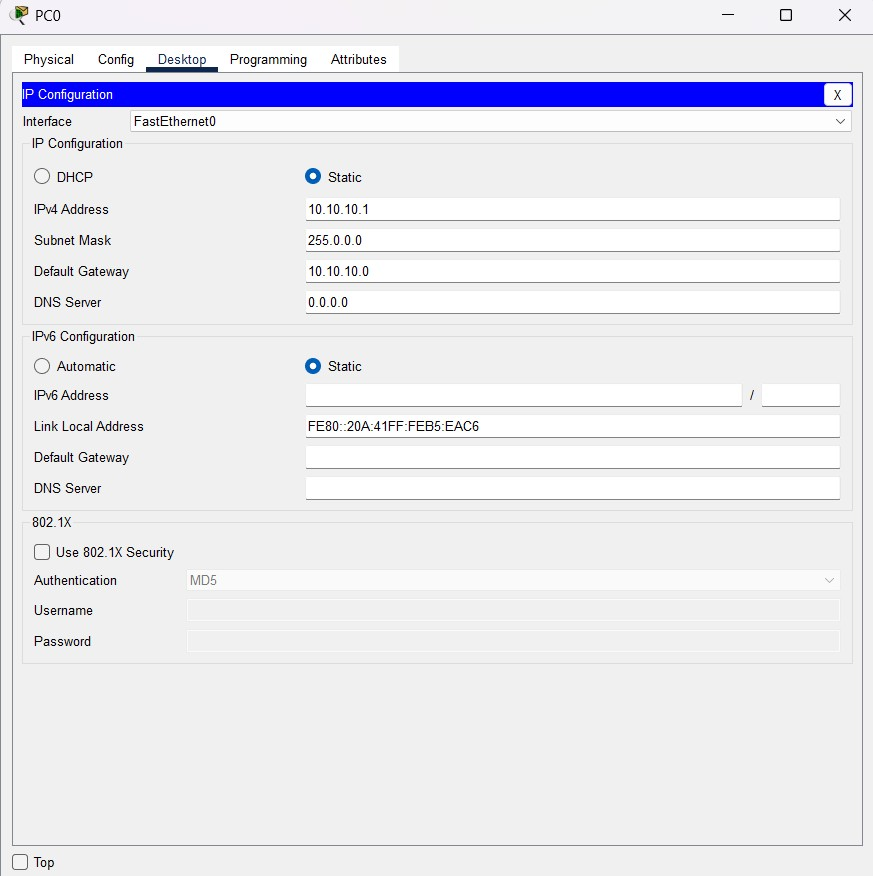 PC0
Physical Config Desktop Programming Attributes
IP Configuration X
Interface FastEthernet0
IP Configuration
DHCP Static
IPv4 Address 10.10.10.1
Subnet Mask 255.0.0.0
Default Gateway 10.10.10.0
DNS Server 0.0.0.0
IPv6 Configuration
Automatic Static
IPv6 Address /
Link Local Address FE80::20A:41FF:FEB5:EAC6
Default Gateway
DNS Server
802.1X
Use 802.1X Security
Authentication MD5
Username
Password
Top